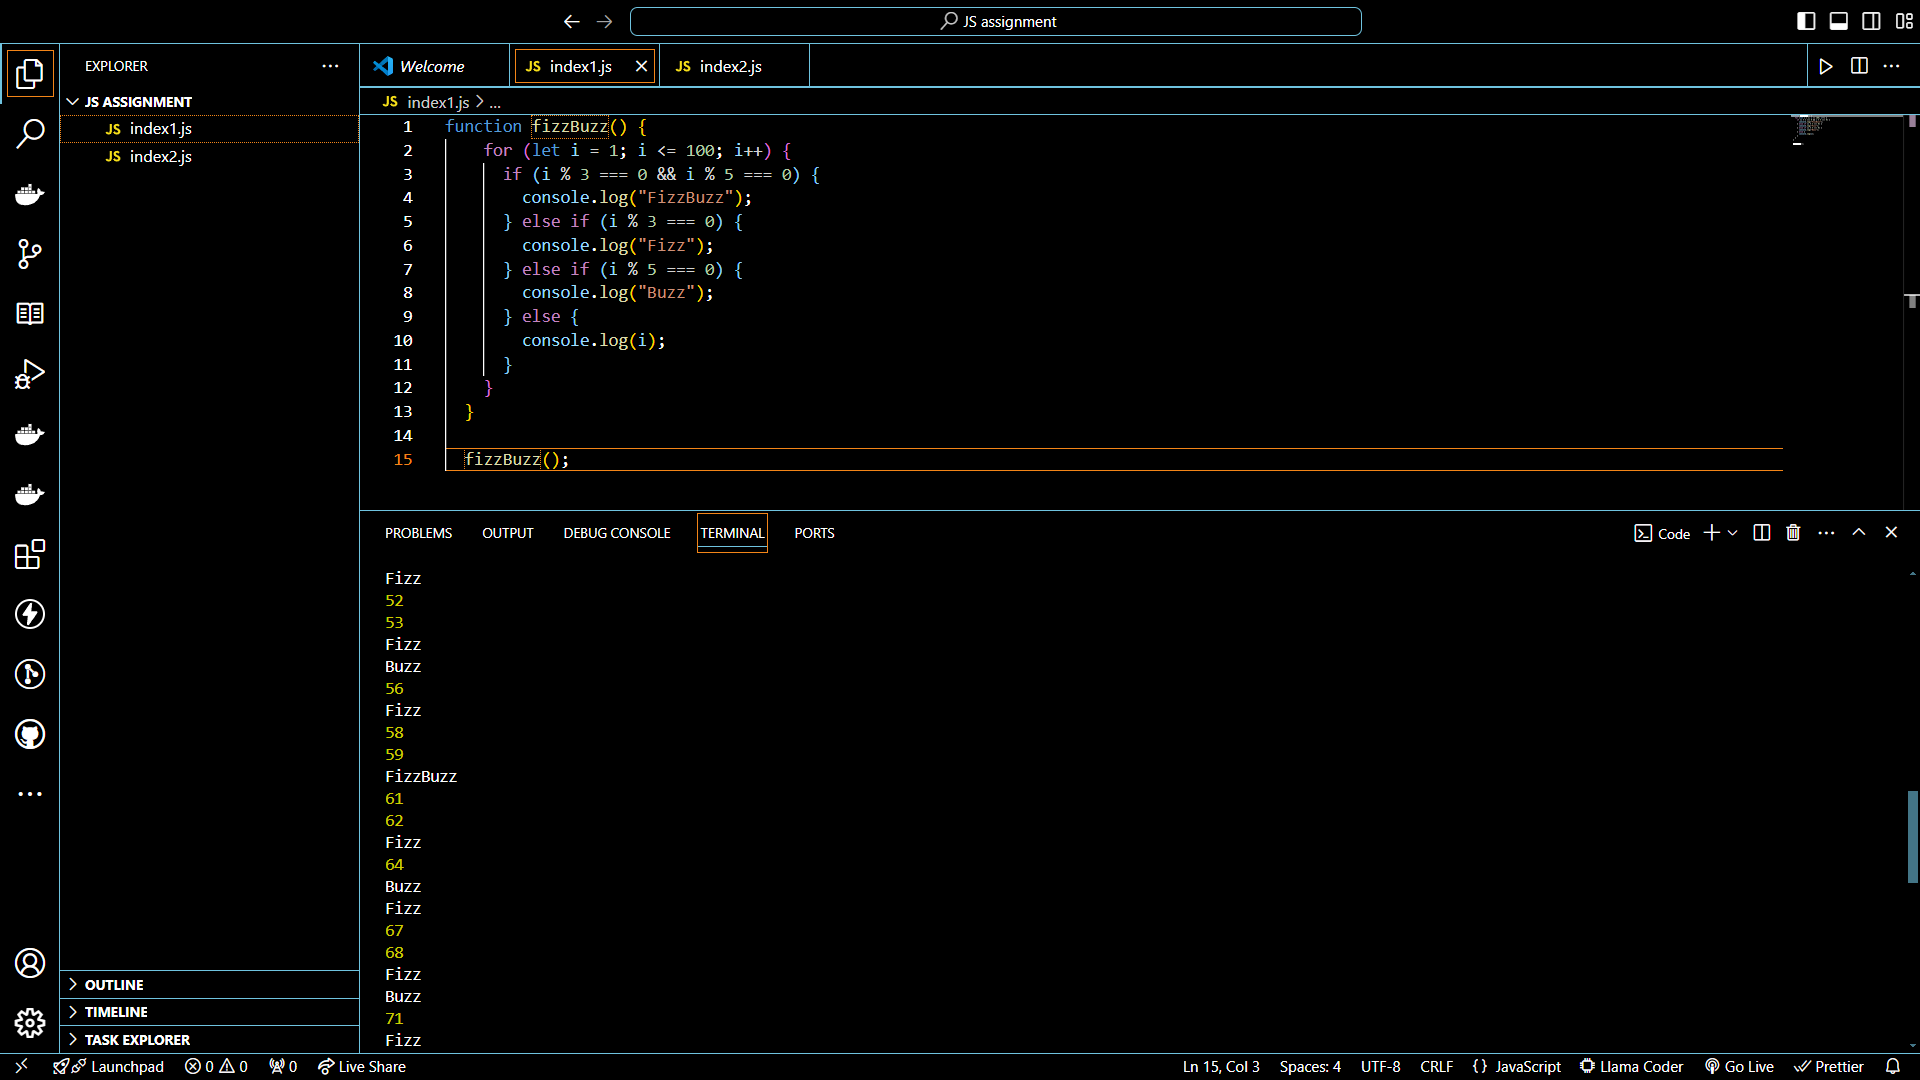 JS assignment
EXPLORER
JS ASSIGNMENT
JS index1.js
JS index2.js
OUTLINE
TIMELINE
TASK EXPLORER
Welcome
JS index1.js
JS index2.js
JS index1.js > ...
1 function fizzBuzz() {
2 for (let i = 1; i <= 100; i++) {
3 if (i % 3 === 0 && i % 5 === 0) {
4 console.log("FizzBuzz");
5 } else if (i % 3 === 0) {
6 console.log("Fizz");
7 } else if (i % 5 === 0) {
8 console.log("Buzz");
9 } else {
10 console.log(i);
11 }
12 }
13 }
14
15 fizzBuzz();
PROBLEMS OUTPUT DEBUG CONSOLE TERMINAL PORTS
Code
Fizz
52
53
Fizz
Buzz
56
Fizz
58
59
FizzBuzz
61
62
Fizz
64
Buzz
Fizz
67
68
Fizz
Buzz
71
Fizz
Launchpad 0 0 0 Live Share Ln 15, Col 3 Spaces: 4 UTF-8 CRLF {} JavaScript Llama Coder Go Live Prettier